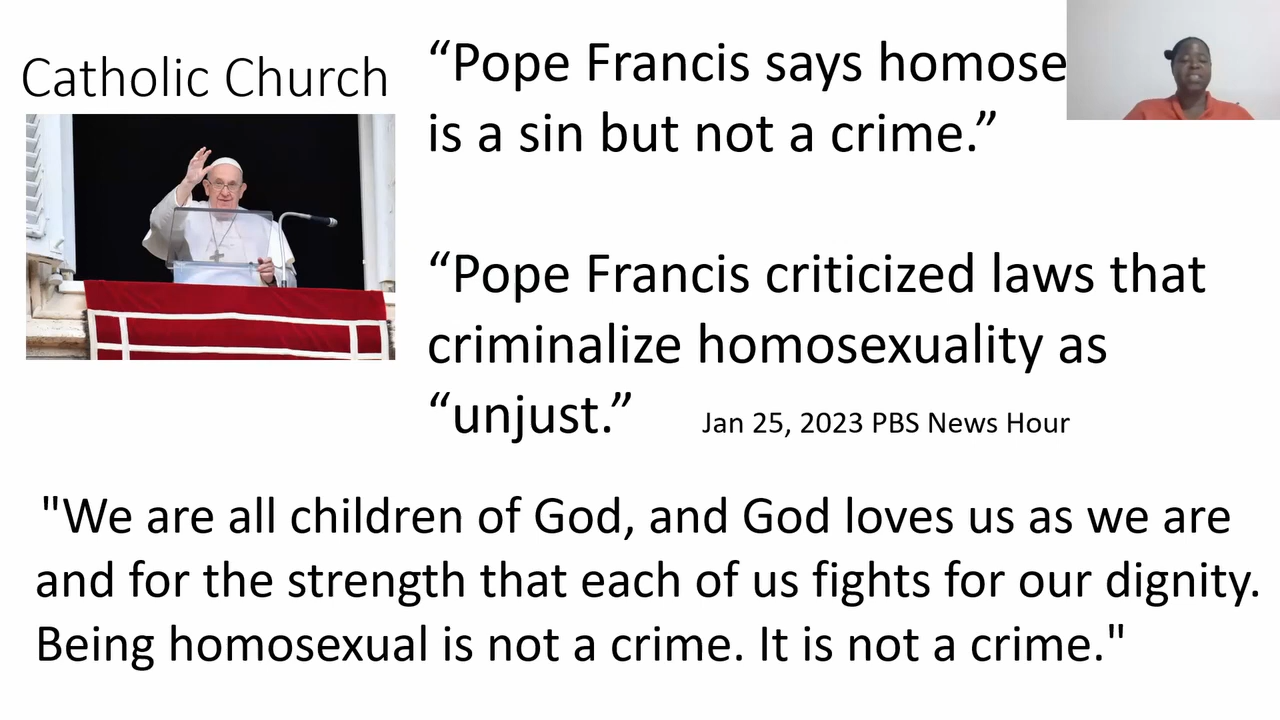 Catholic Church
“Pope Francis says homose
is a sin but not a crime.”
“Pope Francis criticized laws that
criminalize homosexuality as
“unjust.”
Jan 25, 2023 PBS News Hour
"We are all children of God, and God loves us as we are
and for the strength that each of us fights for our dignity.
Being homosexual is not a crime. It is not a crime."